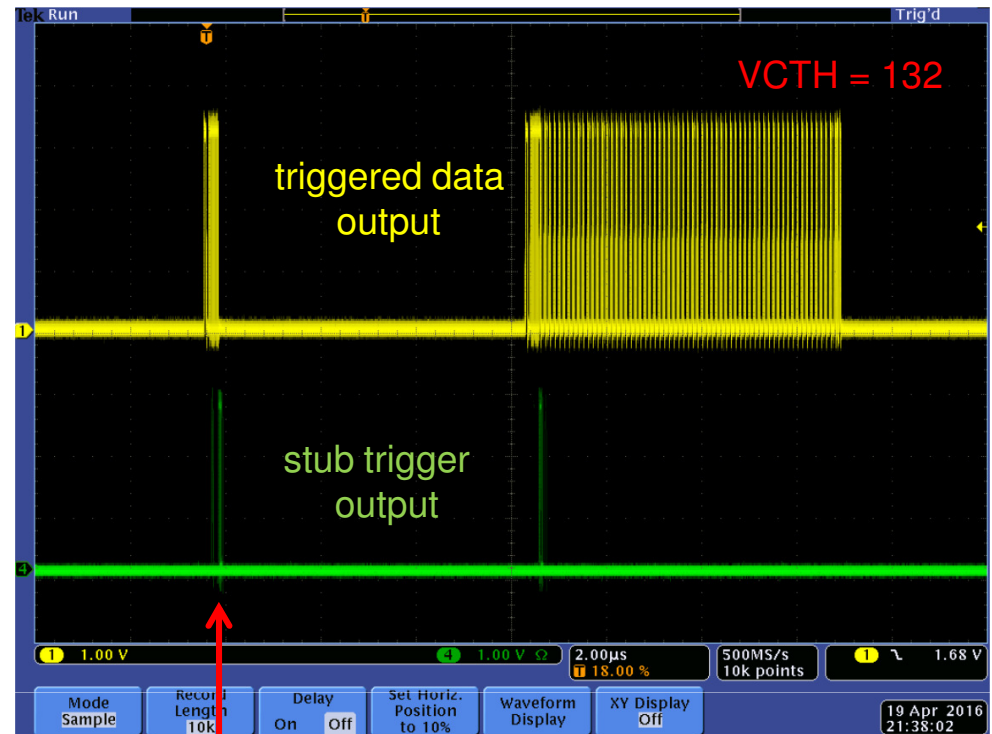 Tek Run
Trig'd
T
T
VCTH = 132
triggered data
output
1
stub trigger
output
4
1 1.00 V
4 1.00 V Ω
2.00µs
T 18.00 %
500MS/s
10k points
1 1.68 V
Mode
Sample
Record
Length
10k
Delay
On Off
Set Horiz.
Position
to 10%
Waveform
Display
XY Display
Off
19 Apr 2016
21:38:02